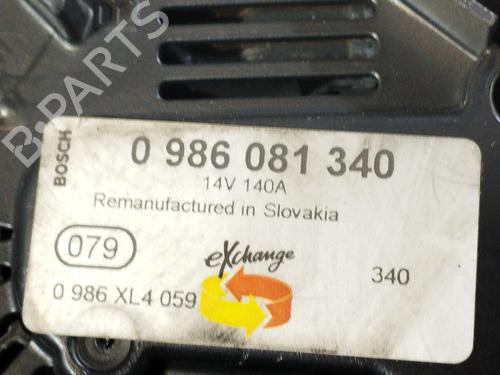 B-PARTS
BOSCH
0 986 081 340
14V 140A
Remanufactured in Slovakia
079
eXchange
340
0 986 XL4 059